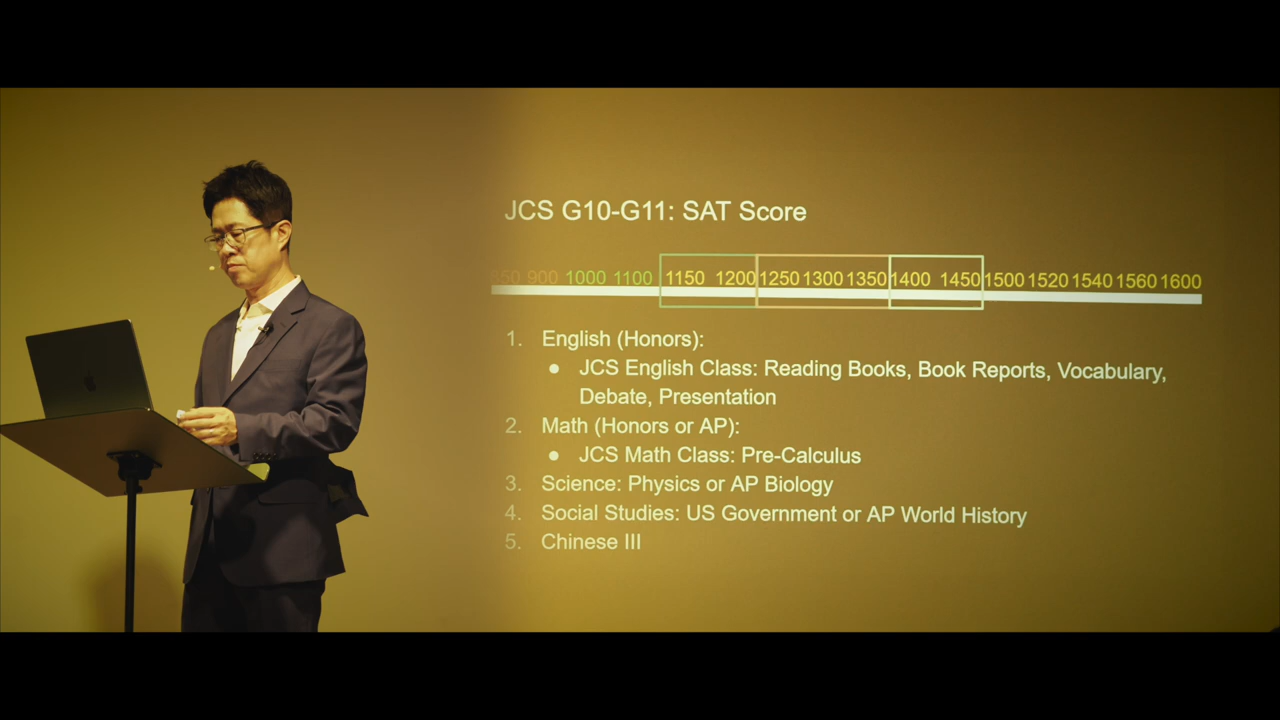 JCS G10-G11: SAT Score
850 900 1000 1100 1150 1200 1250 1300 1350 1400 1450 1500 1520 1540 1560 1600
1. English (Honors):
● JCS English Class: Reading Books, Book Reports, Vocabulary,
Debate, Presentation
2. Math (Honors or AP):
● JCS Math Class: Pre-Calculus
3. Science: Physics or AP Biology
4. Social Studies: US Government or AP World History
5. Chinese III